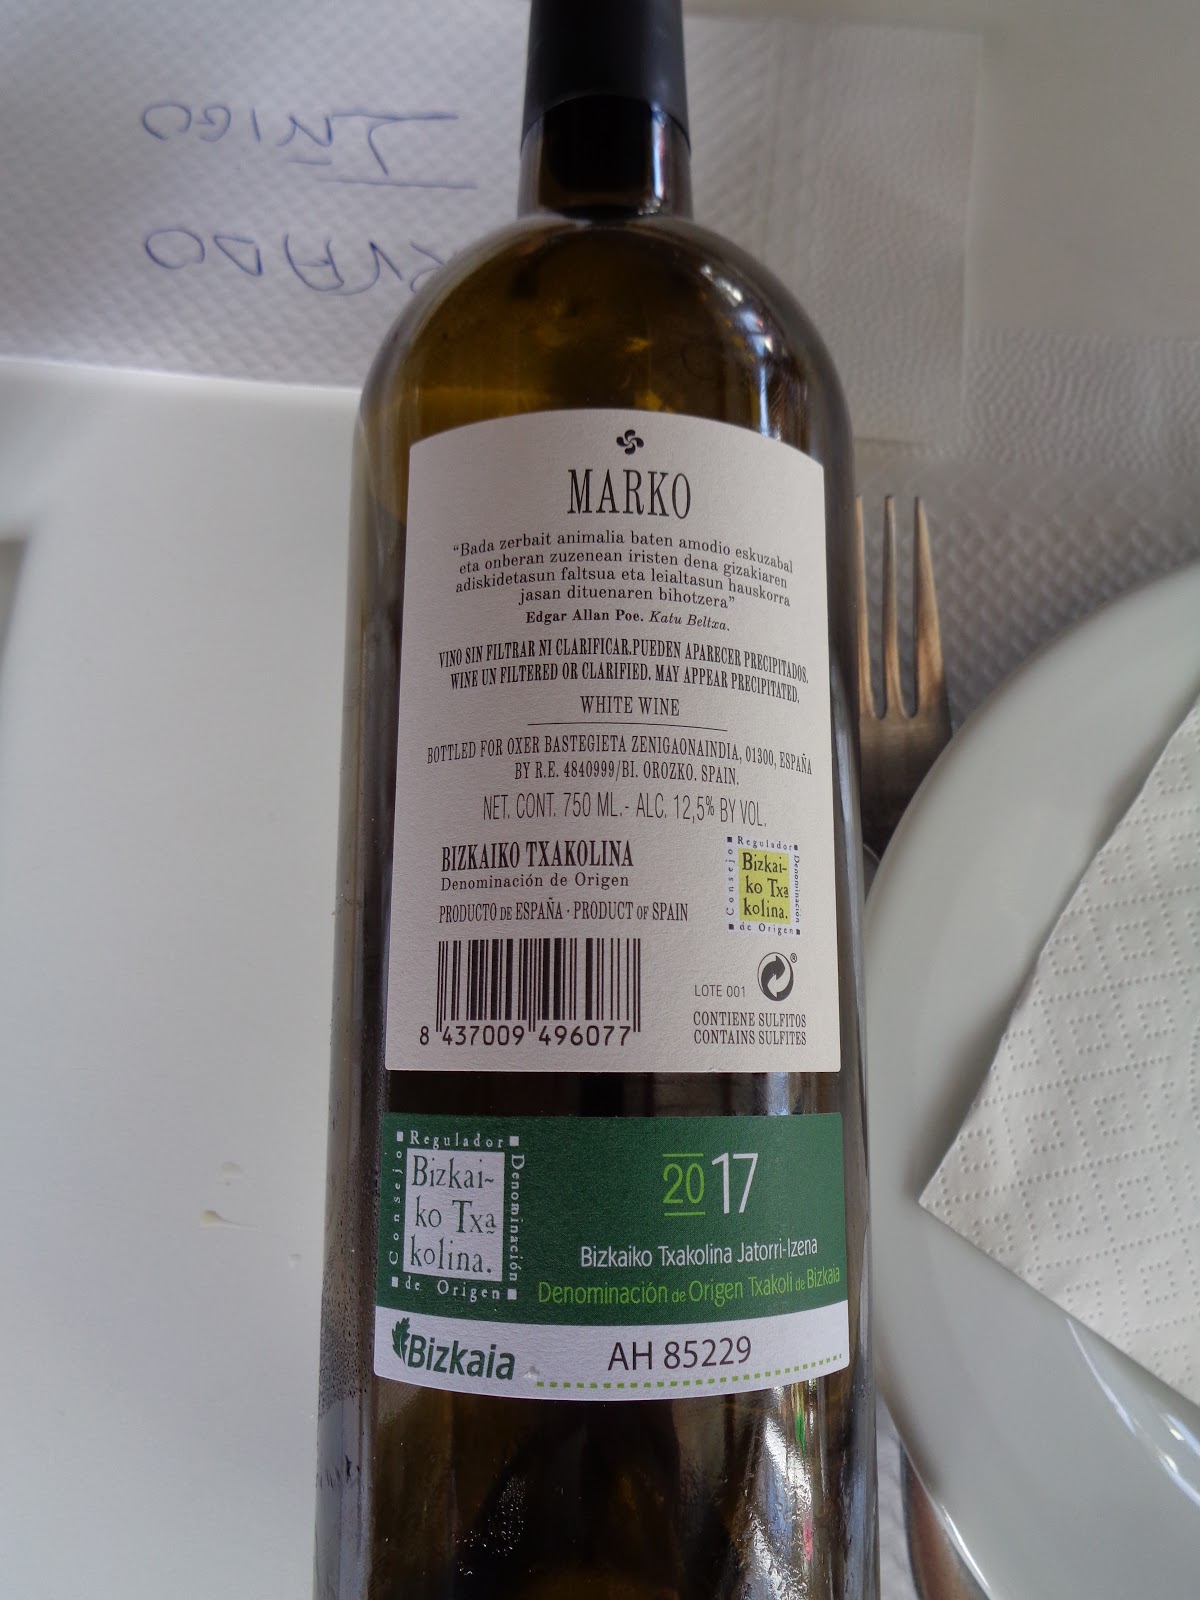 IÑIGO
MARKO
“Bada zerbait animalia baten amodio eskuzabal
eta onberan zuzenean iristen dena gizakiaren
adiskidetasun faltsua eta leialtasun hauskorra
jasan dituenaren bihotzera”
Edgar Allan Poe. Katu Beltxa.
VINO SIN FILTRAR NI CLARIFICAR.PUEDEN APARECER PRECIPITADOS.
WINE UN FILTERED OR CLARIFIED. MAY APPEAR PRECIPITATED.
WHITE WINE
BOTTLED FOR OXER BASTEGIETA ZENIGAONAINDIA, 01300, ESPAÑA
BY R.E. 4840999/BI. OROZKO. SPAIN.
NET. CONT. 750 ML.- ALC. 12,5% BY VOL.
BIZKAIKO TXAKOLINA
Denominación de Origen
PRODUCTO DE ESPAÑA · PRODUCT OF SPAIN
Consejo
Regulador
Denominación
de Origen
Bizkai-
ko Txa
kolina.
8 437009 496077
LOTE 001
®
CONTIENE SULFITOS
CONTAINS SULFITES
Consejo
Regulador
Denominación
de Origen
Bizkai-
ko Txa
kolina.
2017
Bizkaiko Txakolina Jatorri-Izena
Denominación de Origen Txakoli de Bizkaia
Bizkaia
AH 85229